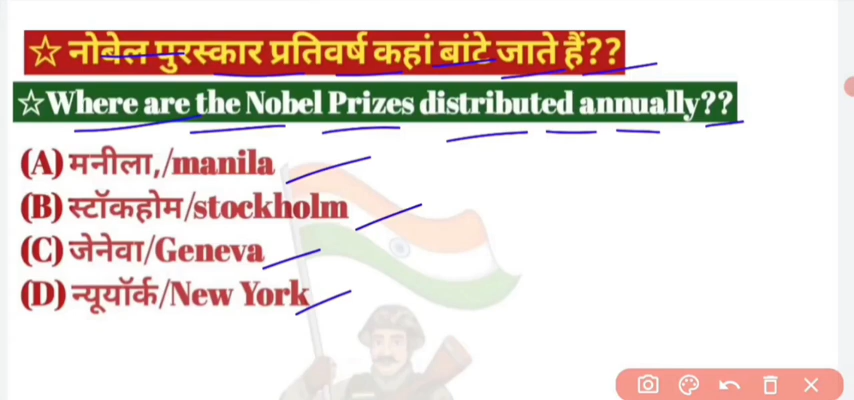 ☆ नोबेल पुरस्कार प्रतिवर्ष कहां बांटे जाते हैं??
☆Where are the Nobel Prizes distributed annually??
(A) मनीला,/manila
(B) स्टॉकहोम/stockholm
(C) जेनेवा/Geneva
(D) न्यूयॉर्क/New York